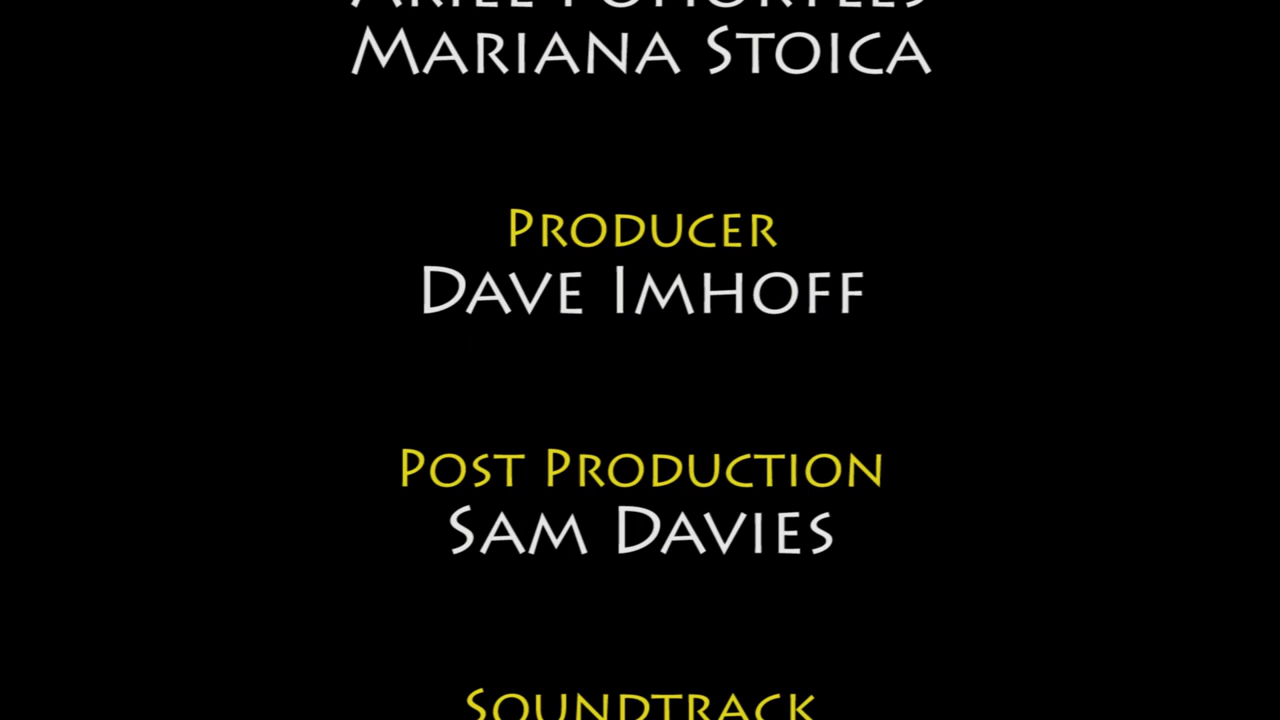 Mariana Stoica
Producer
Dave Imhoff
Post Production
Sam Davies
Soundtrack